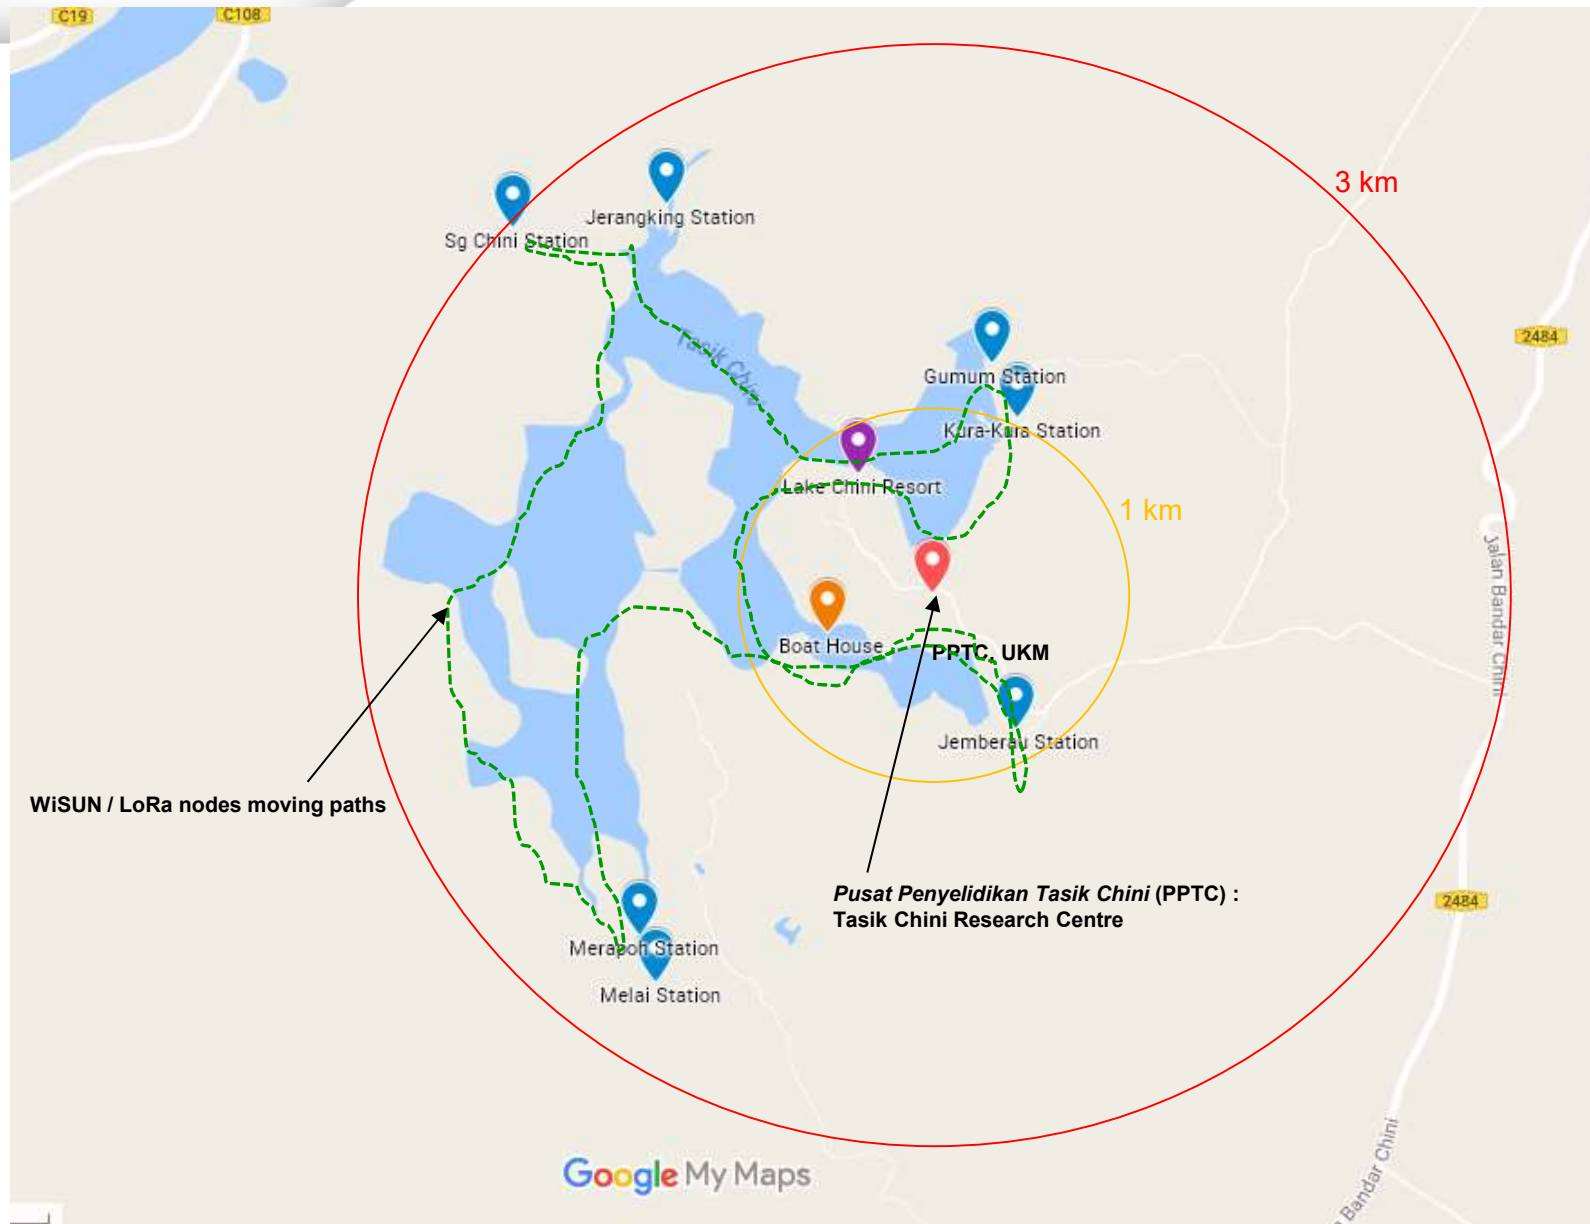 C19
C108
3 km
Jerangking Station
Sg Chini Station
2484
Tasik Chini
Gumum Station
Kura-Kura Station
Lake Chini Resort
1 km
Jalan Bandar Chini
Boat House
PPTC, UKM
Jemberau Station
WiSUN / LoRa nodes moving paths
Pusat Penyelidikan Tasik Chini (PPTC) :
Tasik Chini Research Centre
2484
Merapoh Station
Melai Station
Bandar Chini
Google My Maps